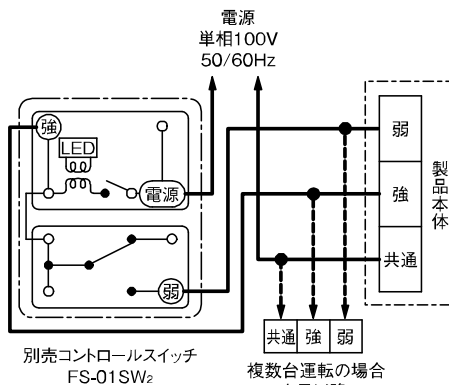 電源
単相100V
50/60Hz
強
LED
電源
弱
弱
強
共通
製品本体
共通 強 弱
別売コントロールスイッチ
FS-01SW2
複数台運転の場合